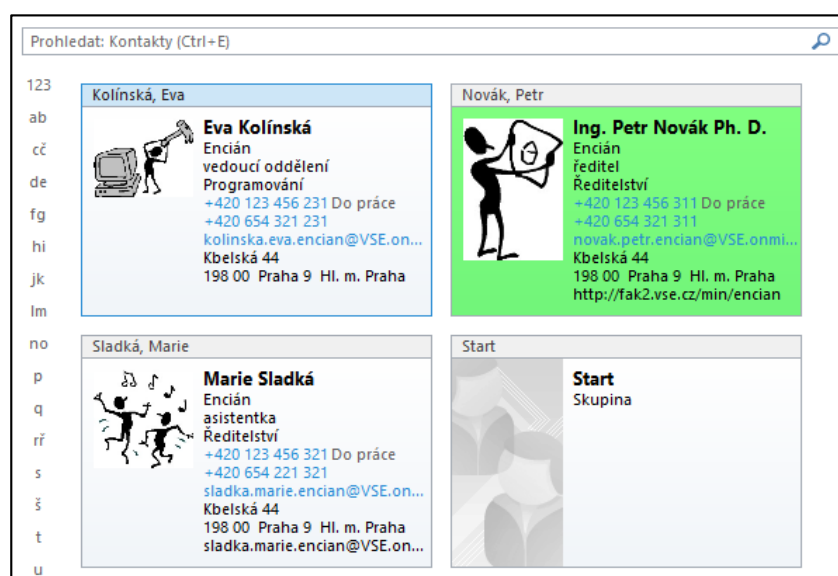 Prohledat: Kontakty (Ctrl+E)
123
ab
cč
de
fg
hi
jk
lm
no
p
q
rř
s
š
t
u
Kolínská, Eva
Eva Kolínská
Encián
vedoucí oddělení
Programování
+420 123 456 231 Do práce
+420 654 321 231
kolinska.eva.encian@VSE.on...
Kbelská 44
198 00 Praha 9 Hl. m. Praha
Novák, Petr
Ing. Petr Novák Ph. D.
Encián
ředitel
Ředitelství
+420 123 456 311 Do práce
+420 654 321 311
novak.petr.encian@VSE.onmi...
Kbelská 44
198 00 Praha 9 Hl. m. Praha
http://fak2.vse.cz/min/encian
Sladká, Marie
Marie Sladká
Encián
asistentka
Ředitelství
+420 123 456 321 Do práce
+420 654 221 321
sladka.marie.encian@VSE.on...
Kbelská 44
198 00 Praha 9 Hl. m. Praha
sladka.marie.encian@VSE.on...
Start
Start
Skupina